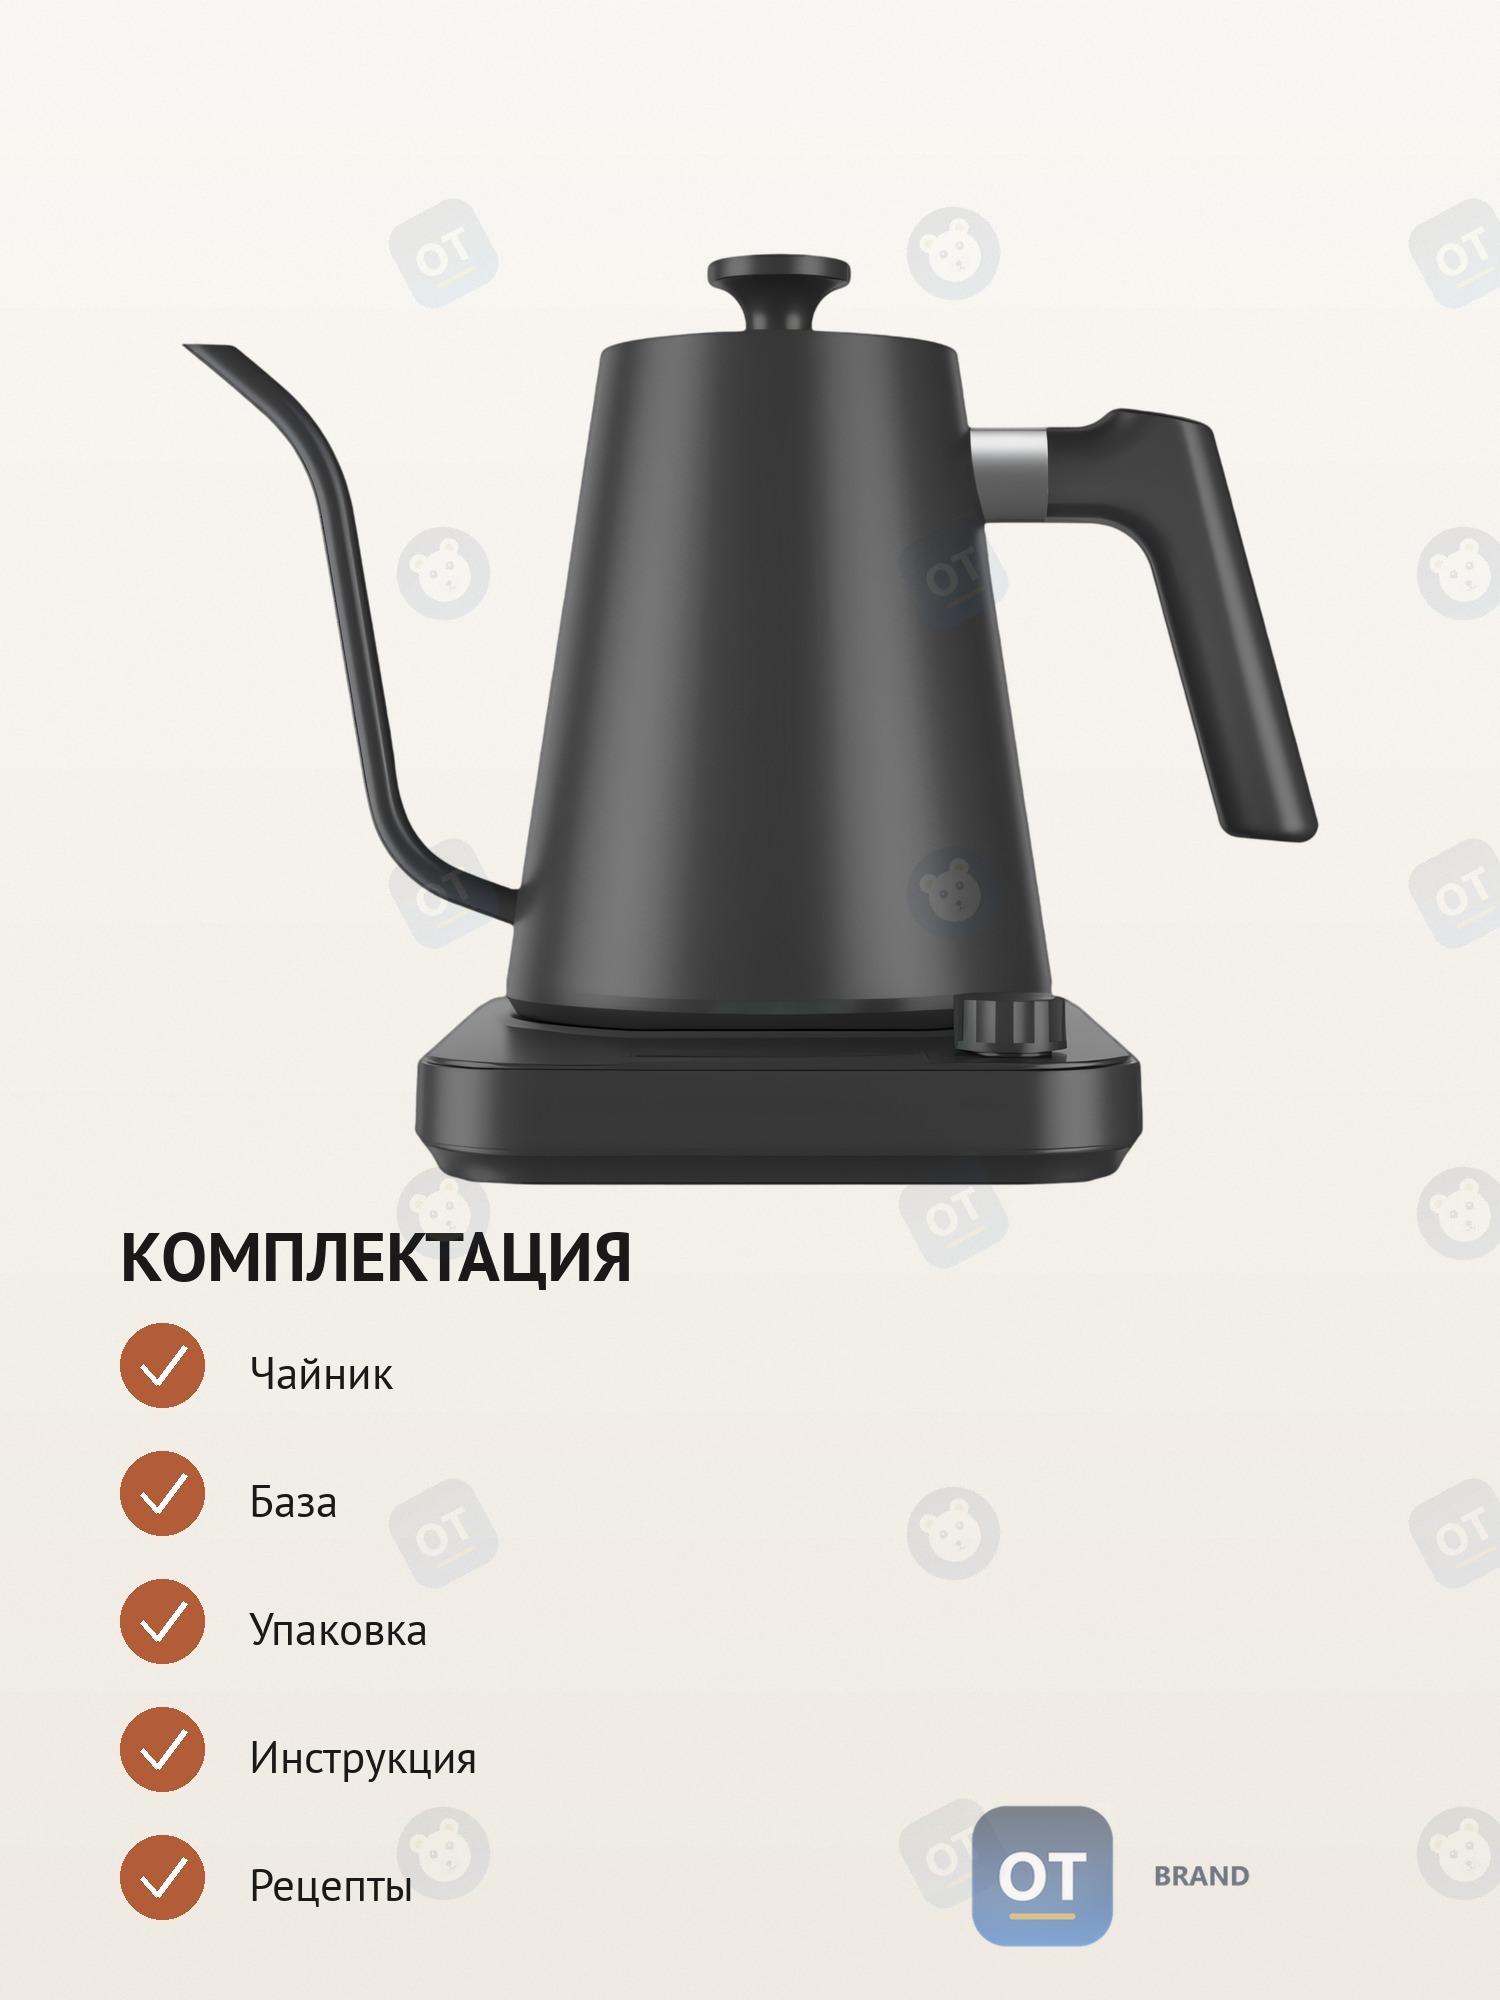 КОМПЛЕКТАЦИЯ
Чайник
База
Упаковка
Инструкция
Рецепты
OT
BRAND